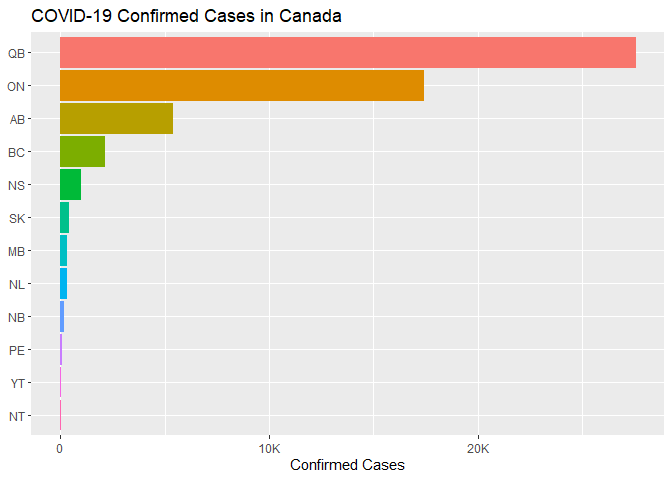 COVID-19 Confirmed Cases in Canada
QB
ON
AB
BC
NS
SK
MB
NL
NB
PE
YT
NT
0 10K 20K
Confirmed Cases